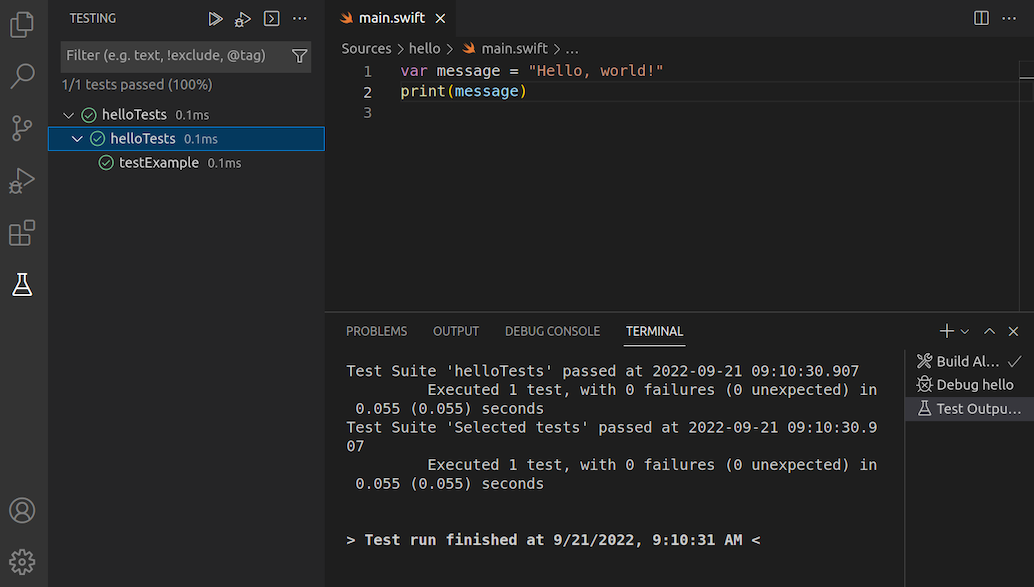 TESTING
Filter (e.g. text, !exclude, @tag)
1/1 tests passed (100%)
helloTests 0.1ms
helloTests 0.1ms
testExample 0.1ms
main.swift
Sources > hello > main.swift > ...
1 var message = "Hello, world!"
2 print(message)
3
PROBLEMS OUTPUT DEBUG CONSOLE TERMINAL
Test Suite 'helloTests' passed at 2022-09-21 09:10:30.907
Executed 1 test, with 0 failures (0 unexpected) in
0.055 (0.055) seconds
Test Suite 'Selected tests' passed at 2022-09-21 09:10:30.9
07
Executed 1 test, with 0 failures (0 unexpected) in
0.055 (0.055) seconds
> Test run finished at 9/21/2022, 9:10:31 AM <
Build Al...
Debug hello
Test Outpu...